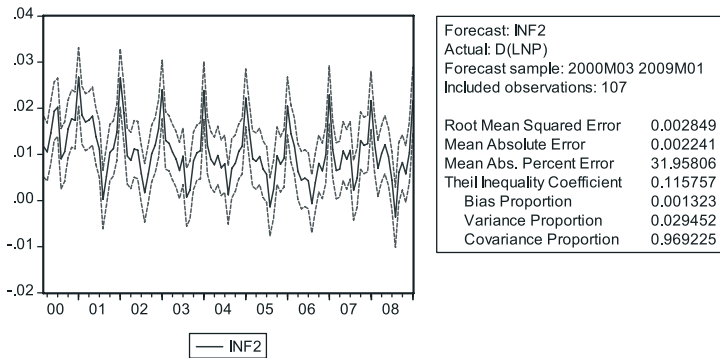 .04
.03
.02
.01
.00
-.01
-.02
00 01 02 03 04 05 06 07 08
INF2
Forecast: INF2
Actual: D(LNP)
Forecast sample: 2000M03 2009M01
Included observations: 107
Root Mean Squared Error 0.002849
Mean Absolute Error 0.002241
Mean Abs. Percent Error 31.95806
Theil Inequality Coefficient 0.115757
Bias Proportion 0.001323
Variance Proportion 0.029452
Covariance Proportion 0.969225